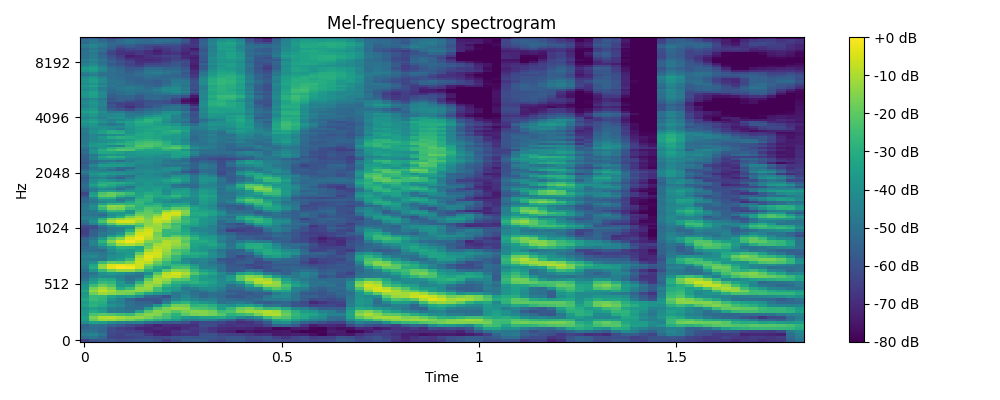 Mel-frequency spectrogram
Hz
8192
4096
2048
1024
512
0
0
0.5
1
1.5
Time
+0 dB
-10 dB
-20 dB
-30 dB
-40 dB
-50 dB
-60 dB
-70 dB
-80 dB